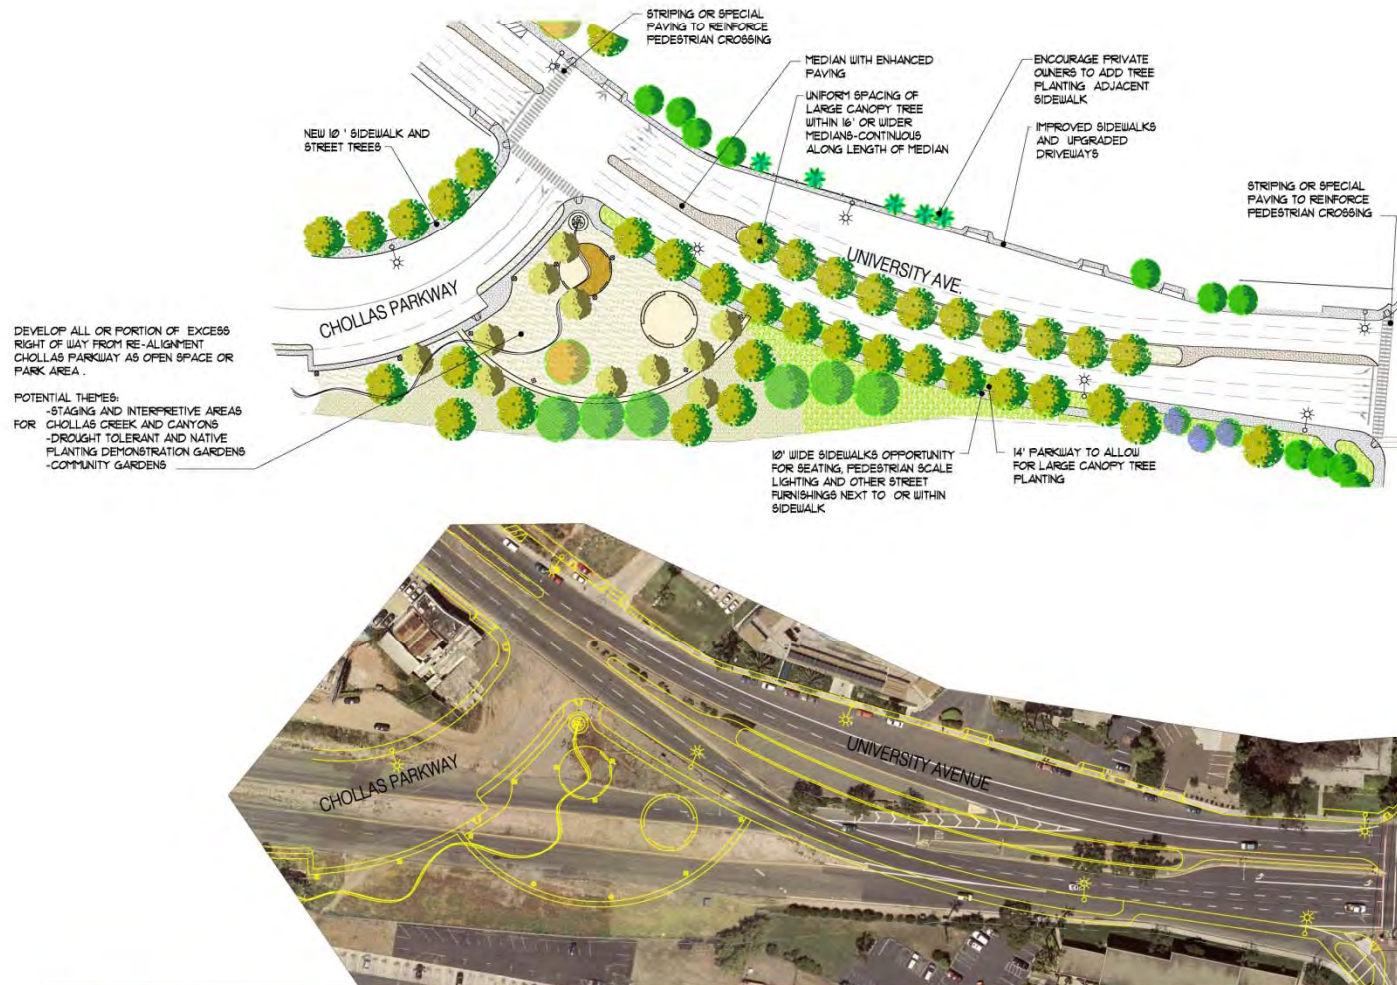 STRIPING OR SPECIAL
PAVING TO REINFORCE
PEDESTRIAN CROSSING
MEDIAN WITH ENHANCED
PAVING
UNIFORM SPACING OF
LARGE CANOPY TREE
WITHIN 16' OR WIDER
MEDIANS-CONTINUOUS
ALONG LENGTH OF MEDIAN
ENCOURAGE PRIVATE
OWNERS TO ADD TREE
PLANTING ADJACENT
SIDEWALK
IMPROVED SIDEWALKS
AND UPGRADED
DRIVEWAYS
NEW 10 ' SIDEWALK AND
STREET TREES
STRIPING OR SPECIAL
PAVING TO REINFORCE
PEDESTRIAN CROSSING
UNIVERSITY AVE.
CHOLLAS PARKWAY
DEVELOP ALL OR PORTION OF EXCESS
RIGHT OF WAY FROM RE-ALIGNMENT
CHOLLAS PARKWAY AS OPEN SPACE OR
PARK AREA .
POTENTIAL THEMES:
-STAGING AND INTERPRETIVE AREAS
FOR CHOLLAS CREEK AND CANYONS
-DROUGHT TOLERANT AND NATIVE
PLANTING DEMONSTRATION GARDENS
-COMMUNITY GARDENS
10' WIDE SIDEWALKS OPPORTUNITY
FOR SEATING, PEDESTRIAN SCALE
LIGHTING AND OTHER STREET
FURNISHINGS NEXT TO OR WITHIN
SIDEWALK
14' PARKWAY TO ALLOW
FOR LARGE CANOPY TREE
PLANTING
UNIVERSITY AVENUE
CHOLLAS PARKWAY